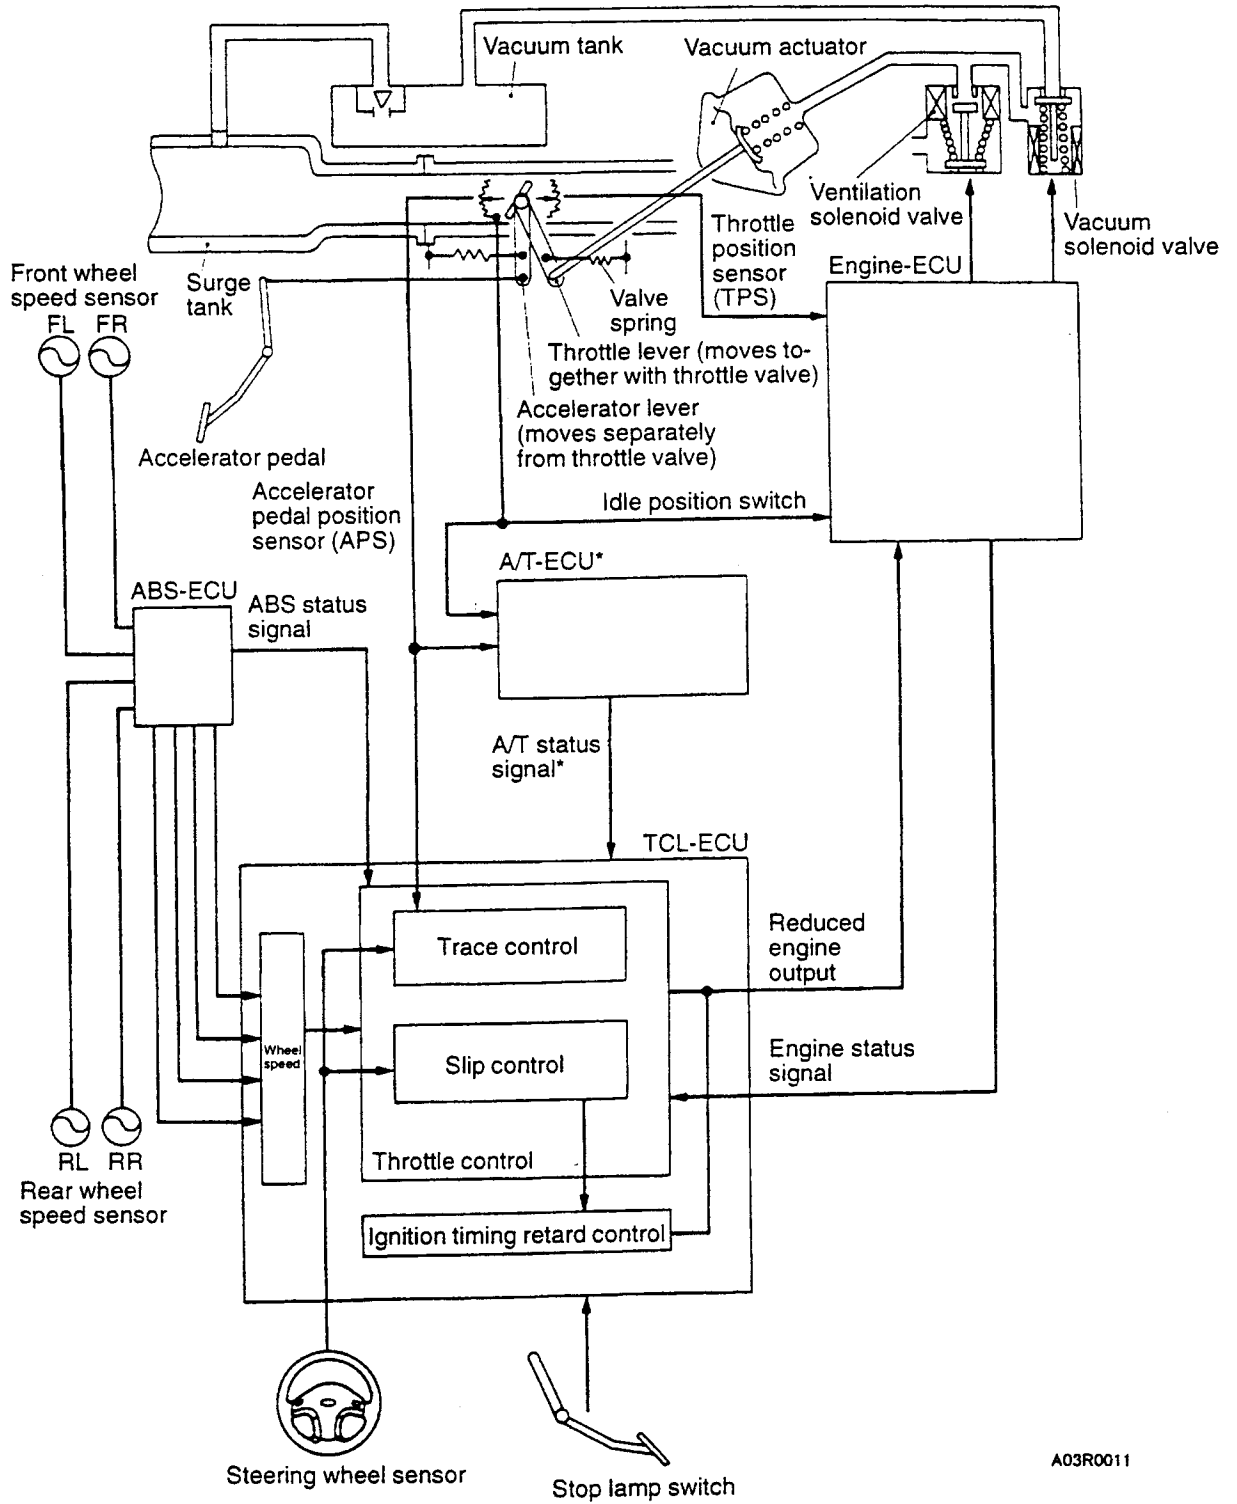 Vacuum tank
Vacuum actuator
Ventilation
solenoid valve
Vacuum
solenoid valve
Throttle
position
sensor
(TPS)
Engine-ECU
Front wheel
speed sensor
FL FR
Surge
tank
Valve
spring
Throttle lever (moves to-
gether with throttle valve)
Accelerator lever
(moves separately
from throttle valve)
Accelerator pedal
Accelerator
pedal position
sensor (APS)
Idle position switch
A/T-ECU*
ABS-ECU
ABS status
signal
A/T status
signal*
TCL-ECU
Trace control
Reduced
engine
output
Wheel
speed
Slip control
Engine status
signal
Throttle control
RL RR
Rear wheel
speed sensor
Ignition timing retard control
Steering wheel sensor
Stop lamp switch
A03R0011